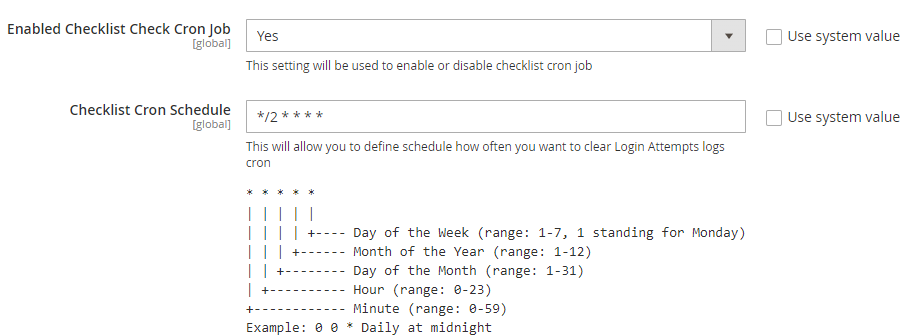 Enabled Checklist Check Cron Job
[global]
Yes
Use system value
This setting will be used to enable or disable checklist cron job
Checklist Cron Schedule
[global]
*/2 * * * *
Use system value
This will allow you to define schedule how often you want to clear Login Attempts logs
cron
* * * * *
| | | | |
| | | | +---- Day of the Week (range: 1-7, 1 standing for Monday)
| | | +------ Month of the Year (range: 1-12)
| | +-------- Day of the Month (range: 1-31)
| +---------- Hour (range: 0-23)
+------------ Minute (range: 0-59)
Example: 0 0 * Daily at midnight